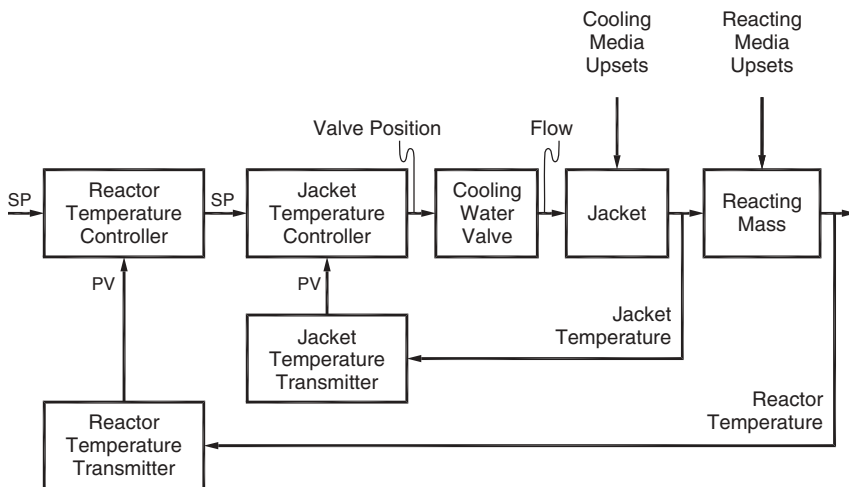 Cooling
Media
Upsets
Reacting
Media
Upsets
Valve Position
Flow
SP
Reactor
Temperature
Controller
SP
Jacket
Temperature
Controller
Cooling
Water
Valve
Jacket
Reacting
Mass
PV
PV
Jacket
Temperature
Transmitter
Jacket
Temperature
Reactor
Temperature
Transmitter
Reactor
Temperature